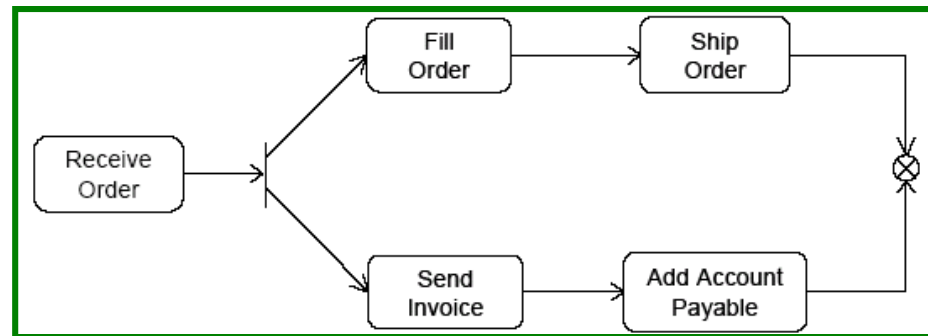 Fill
Order
Ship
Order
Receive
Order
Send
Invoice
Add Account
Payable